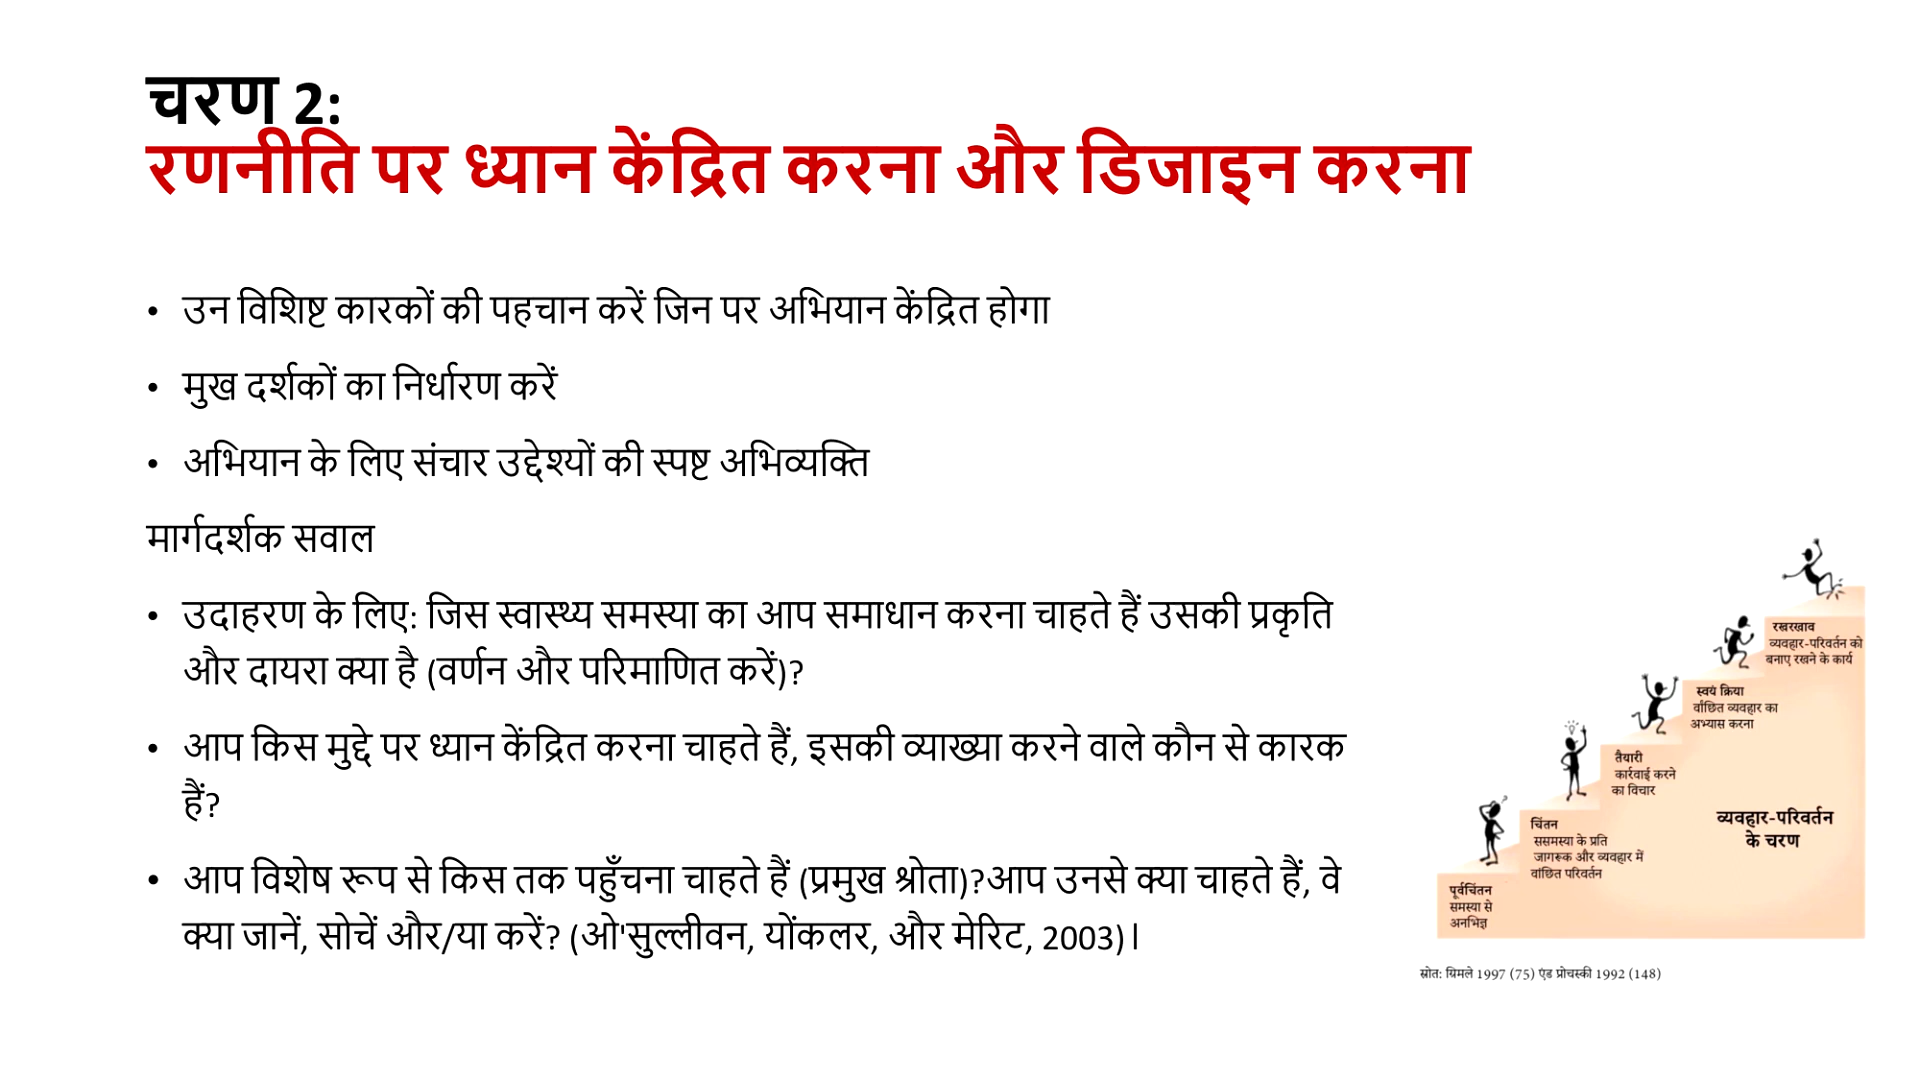 चरण 2:
रणनीति पर ध्यान केंद्रित करना और डिजाइन करना
• उन विशिष्ट कारकों की पहचान करें जिन पर अभियान केंद्रित होगा
• मुख दर्शकों का निर्धारण करें
• अभियान के लिए संचार उद्देश्यों की स्पष्ट अभिव्यक्ति
मार्गदर्शक सवाल
• उदाहरण के लिए: जिस स्वास्थ्य समस्या का आप समाधान करना चाहते हैं उसकी प्रकृति
और दायरा क्या है (वर्णन और परिमाणित करें)?
• आप किस मुद्दे पर ध्यान केंद्रित करना चाहते हैं, इसकी व्याख्या करने वाले कौन से कारक
हैं?
• आप विशेष रूप से किस तक पहुँचना चाहते हैं (प्रमुख श्रोता)?आप उनसे क्या चाहते हैं, वे
क्या जानें, सोचें और/या करें? (ओ'सुल्लीवन, योंकलर, और मेरिट, 2003)।
रखरखाव
व्यवहार-परिवर्तन को
बनाए रखने के कार्य
स्वयं क्रिया
वांछित व्यवहार का
अभ्यास करना
तैयारी
कार्रवाई करने
का विचार
चिंतन
ससमस्या के प्रति
जागरूक और व्यवहार में
वांछित परिवर्तन
पूर्वचिंतन
समस्या से
अनभिज्ञ
व्यवहार-परिवर्तन
के चरण
स्रोत: यिमले 1997 (75) एंड प्रोचस्की 1992 (148)